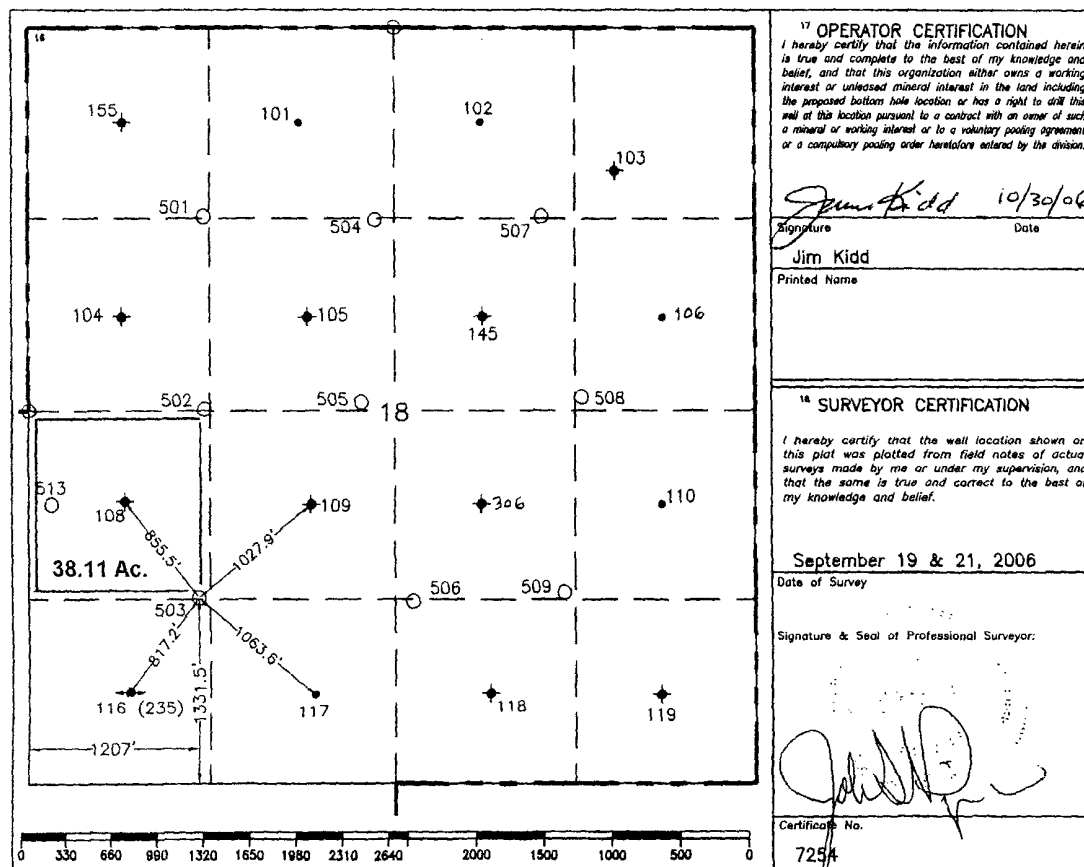 16
155
101
102
103
501
504
507
104
105
145
106
502
505
18
508
513
108
109
306
110
855.5'
1027.9'
38.11 Ac.
503
506
509
817.2'
1063.6'
1331.5'
116 (235)
117
118
119
1207'
0 330 660 990 1320 1650 1980 2310 2640 2000 1500 1000 500 0
17 OPERATOR CERTIFICATION
I hereby certify that the information contained herein
is true and complete to the best of my knowledge and
belief, and that this organization either owns a working
interest or unleased mineral interest in the land including
the proposed bottom hole location or has a right to drill this
well at this location pursuant to a contract with an owner of such
a mineral or working interest or to a voluntary pooling agreement
or a compulsory pooling order heretofore entered by the division.
Jim Kidd 10/30/06
Signature Date
Jim Kidd
Printed Name
18 SURVEYOR CERTIFICATION
I hereby certify that the well location shown on
this plat was plotted from field notes of actual
surveys made by me or under my supervision, and
that the same is true and correct to the best of
my knowledge and belief.
September 19 & 21, 2006
Date of Survey
Signature & Seal of Professional Surveyor:
Certificate No.
7254